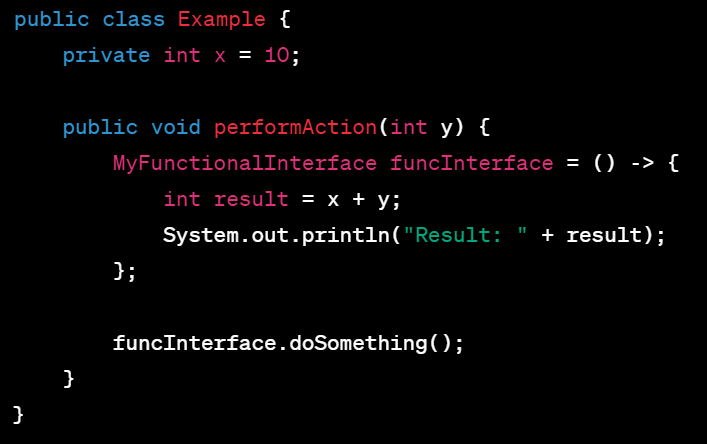 public class Example {
    private int x = 10;
    public void performAction(int y) {
        MyFunctionalInterface funcInterface = () -> {
            int result = x + y;
            System.out.println("Result: " + result);
        };
        funcInterface.doSomething();
    }
}